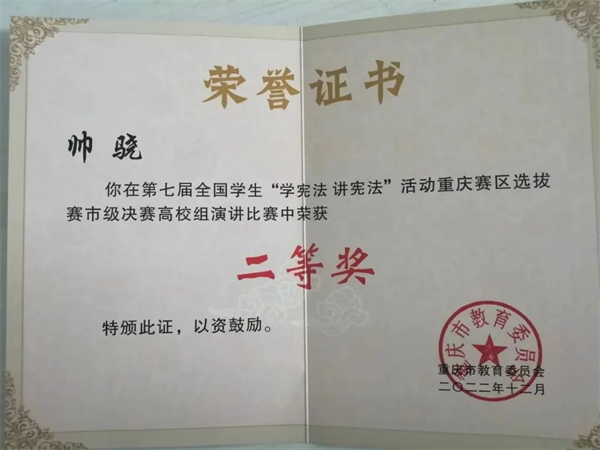 荣誉证书
帅骁
你在第七届全国学生“学宪法 讲宪法”活动重庆赛区选拔
赛市级决赛高校组演讲比赛中荣获
二等奖
特颁此证，以资鼓励。
重庆市教育委员会
重庆市教育委员会
二〇二二年十二月